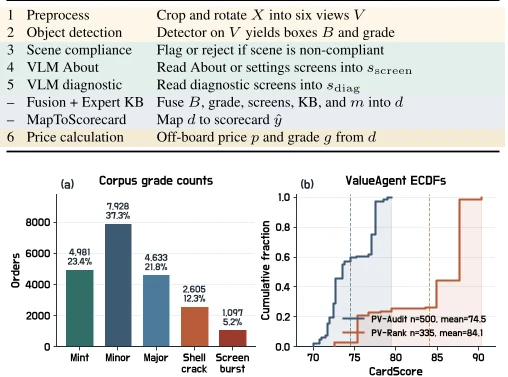 1 Preprocess Crop and rotate X into six views V
2 Object detection Detector on V yields boxes B and grade
3 Scene compliance Flag or reject if scene is non-compliant
4 VLM About Read About or settings screens into s_screen
5 VLM diagnostic Read diagnostic screens into s_diag
– Fusion + Expert KB Fuse B, grade, screens, KB, and m into d
– MapToScorecard Map d to scorecard ŷ
6 Price calculation Off-board price p and grade g from d
(a) Corpus grade counts
Orders
8000
6000
4000
2000
0
4,981
23.4%
7,928
37.3%
4,633
21.8%
2,605
12.3%
1,097
5.2%
Mint Minor Major Shell crack Screen burst
(b) ValueAgent ECDFs
Cumulative fraction
1.0
0.8
0.6
0.4
0.2
0.0
PV-Audit n=500, mean=74.5
PV-Rank n=335, mean=84.1
70 75 80 85 90
CardScore